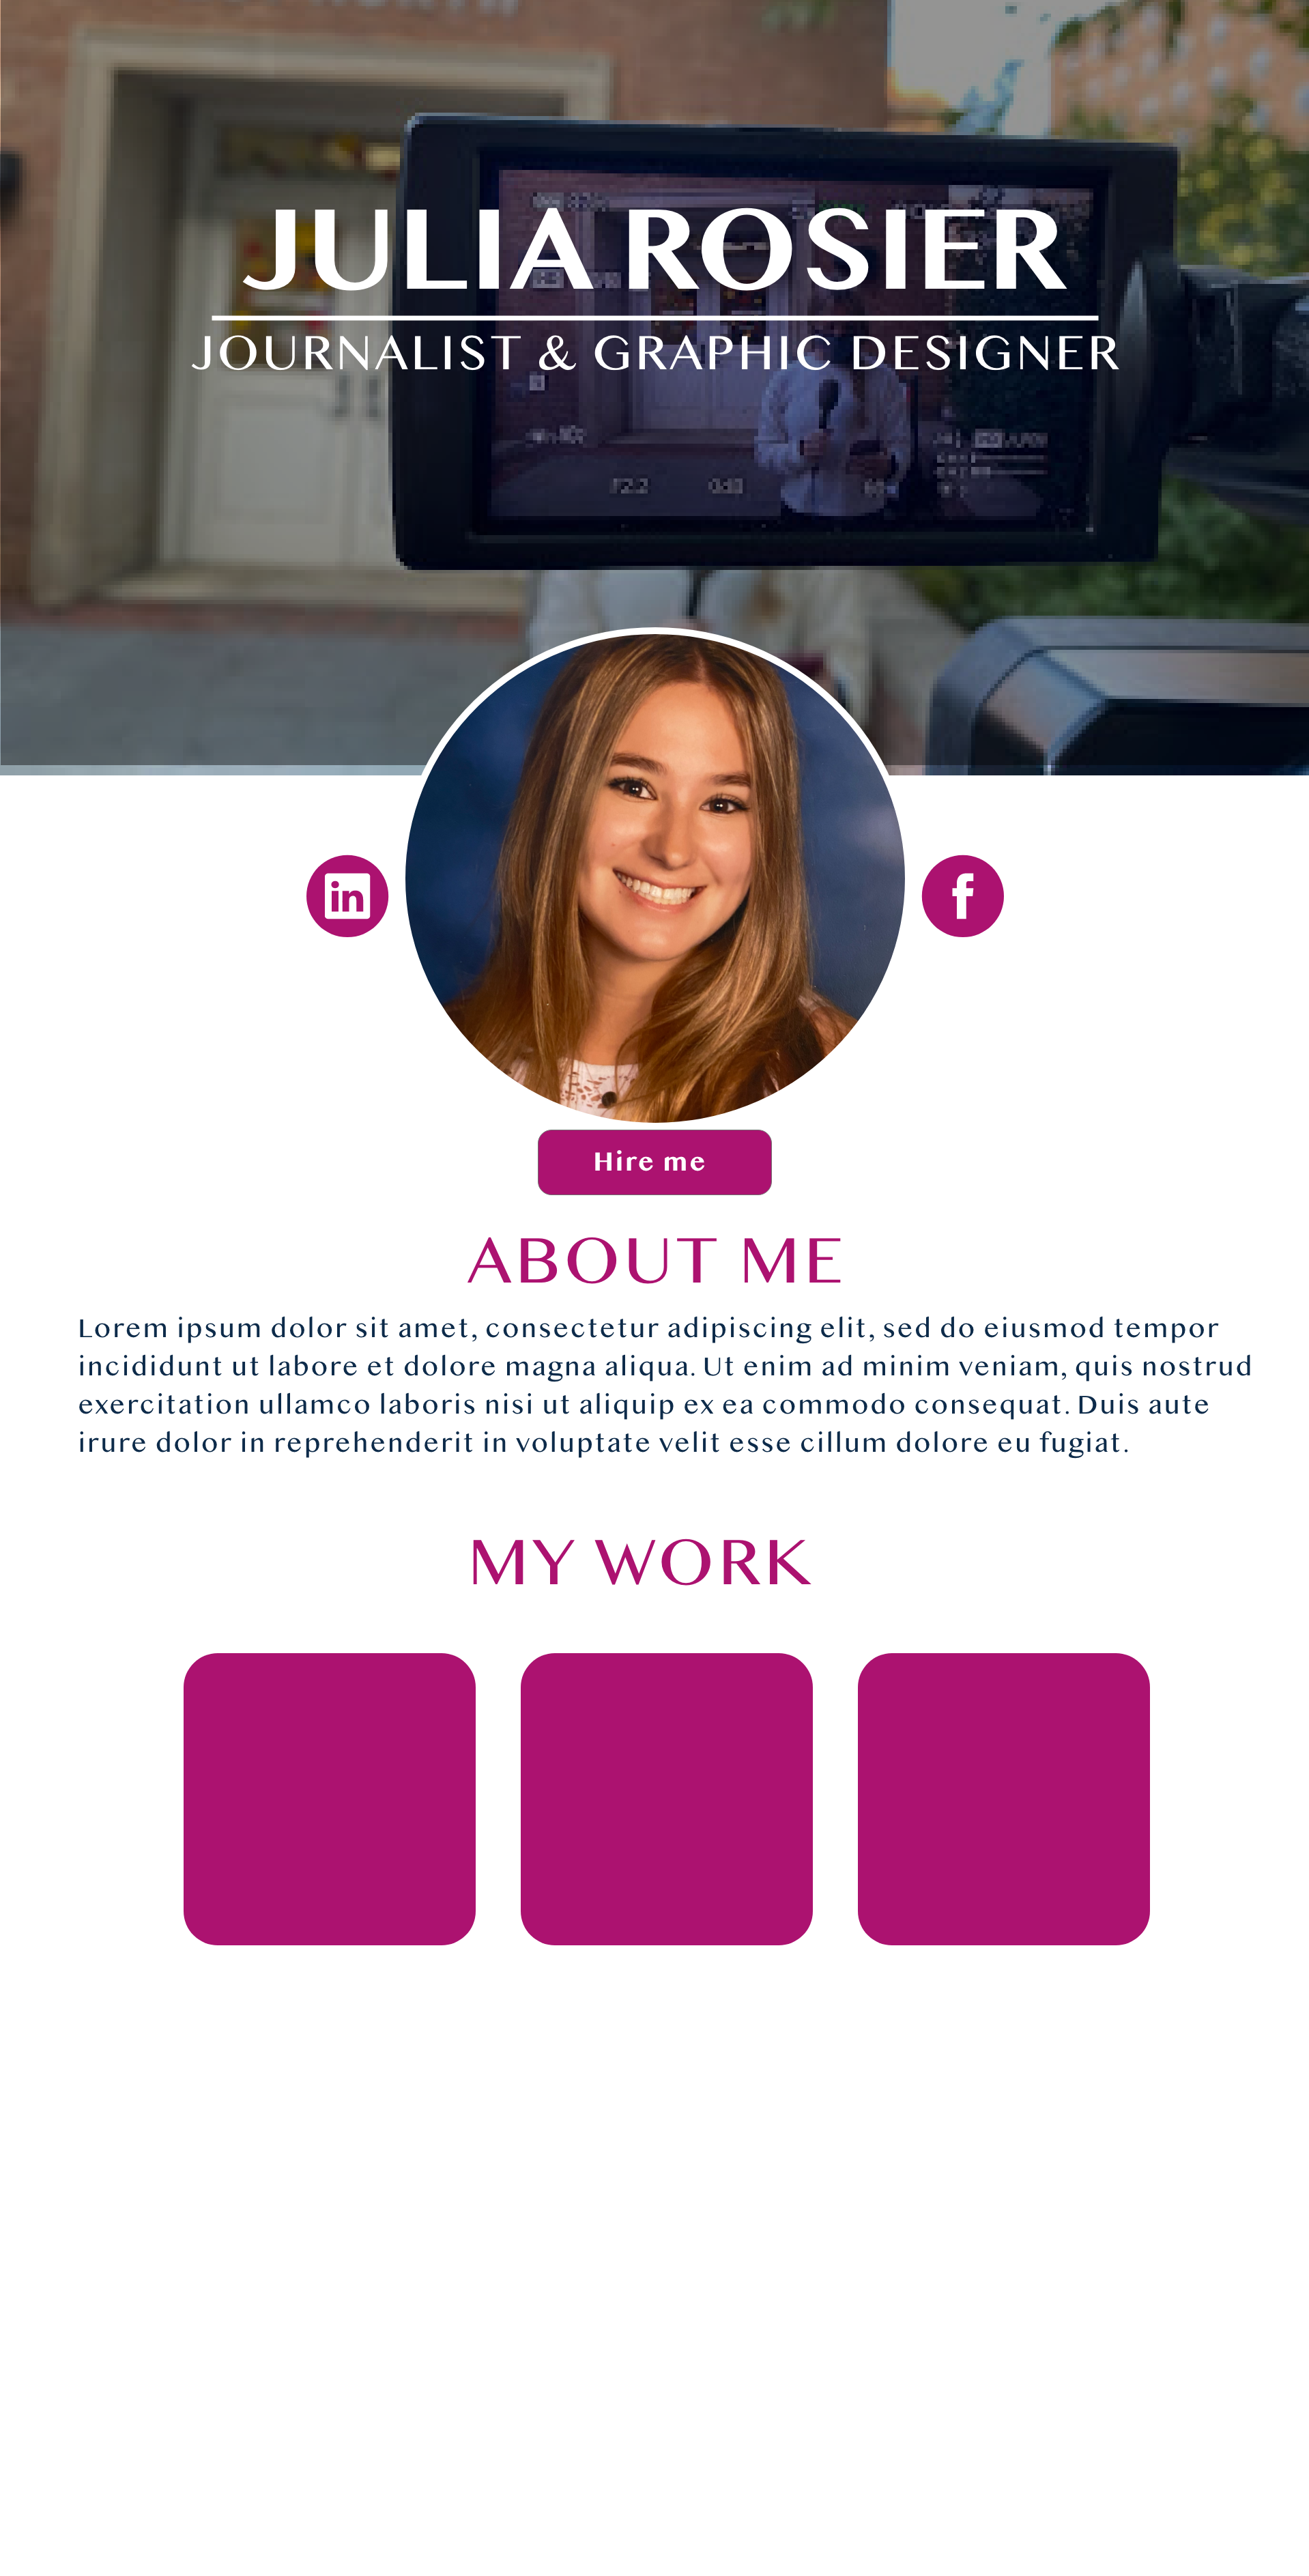 JULIA ROSIER
JOURNALIST & GRAPHIC DESIGNER
in
f
Hire me
ABOUT ME
Lorem ipsum dolor sit amet, consectetur adipiscing elit, sed do eiusmod tempor
incididunt ut labore et dolore magna aliqua. Ut enim ad minim veniam, quis nostrud
exercitation ullamco laboris nisi ut aliquip ex ea commodo consequat. Duis aute
irure dolor in reprehenderit in voluptate velit esse cillum dolore eu fugiat.
MY WORK